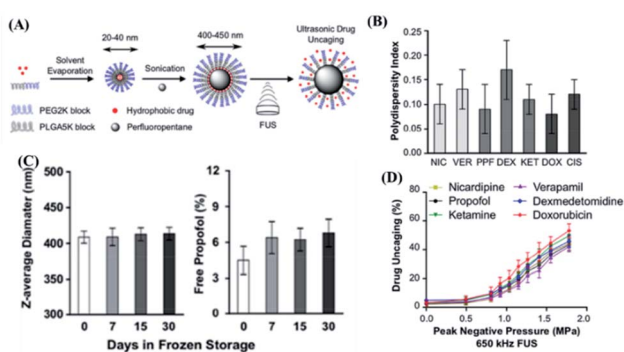 (A)
20-40 nm
400-450 nm
Ultrasonic Drug
Uncaging
Solvent
Evaporation
Sonication
FUS
PEG2K block
Hydrophobic drug
PLGA5K block
Perfluoropentane
(B)
Polydispersity Index
0.25
0.20
0.15
0.10
0.05
0.00
NIC VER PPF DEX KET DOX CIS
(C)
Z-average Diamater (nm)
500
450
400
350
300
0 7 15 30
Free Propofol (%)
12
9
6
3
0
0 7 15 30
Days in Frozen Storage
(D)
Nicardipine
Verapamil
Propofol
Dexmedetomidine
Ketamine
Doxorubicin
Drug Uncaging (%)
80
60
40
20
0
0.0 0.5 1.0 1.5 2.0
Peak Negative Pressure (MPa)
650 kHz FUS